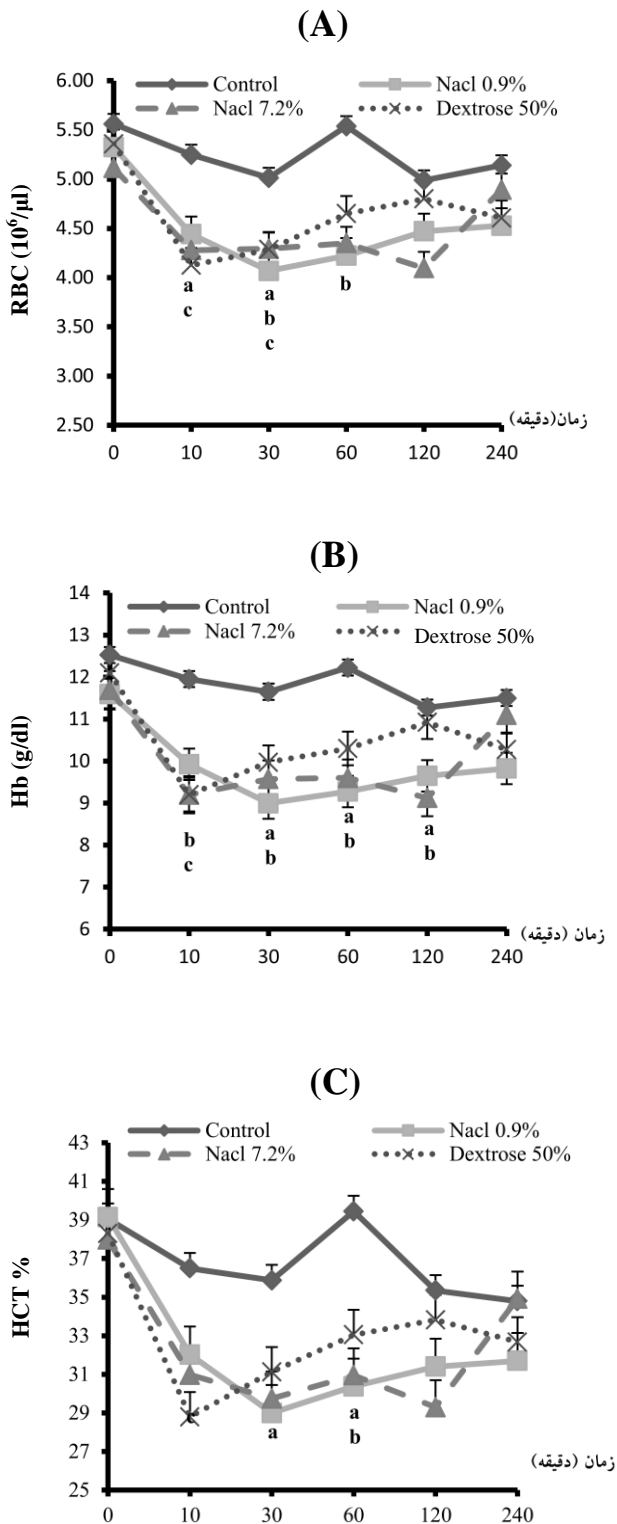 (A)
6.00
5.50
5.00
4.50
4.00
3.50
3.00
2.50
RBC (10⁶/µl)
Control
Nacl 0.9%
Nacl 7.2%
Dextrose 50%
a
c
a
b
c
b
زمان(دقیقه)
0 10 30 60 120 240
(B)
14
13
12
11
10
9
8
7
6
Hb (g/dl)
Control
Nacl 0.9%
Nacl 7.2%
Dextrose 50%
b
c
a
b
a
b
a
b
زمان (دقیقه)
0 10 30 60 120 240
(C)
43
41
39
37
35
33
31
29
27
25
HCT %
Control
Nacl 0.9%
Nacl 7.2%
Dextrose 50%
a
a
b
زمان (دقیقه)
0 10 30 60 120 240